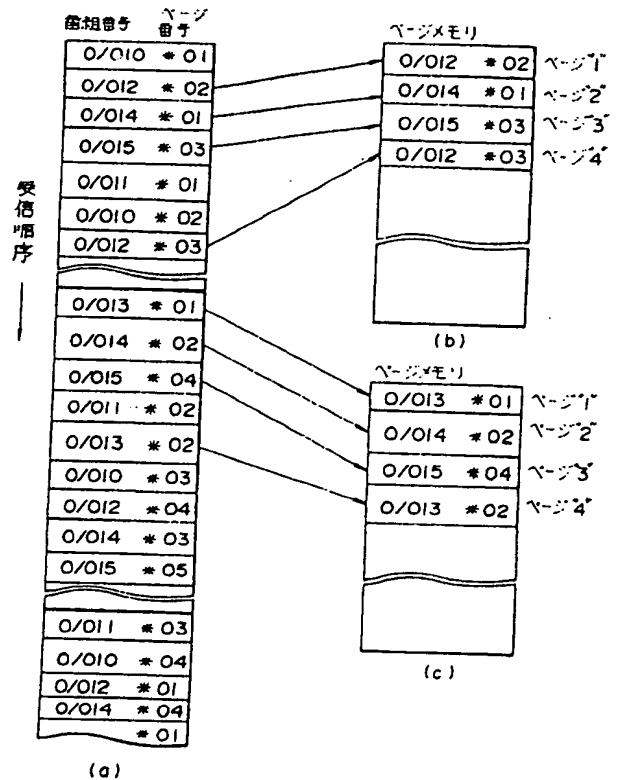 番組番号 ページ番号
0/010 * 01
0/012 * 02
0/014 * 01
0/015 * 03
0/011 * 01
0/010 * 02
0/012 * 03
0/013 * 01
0/014 * 02
0/015 * 04
0/011 * 02
0/013 * 02
0/010 * 03
0/012 * 04
0/014 * 03
0/015 * 05
0/011 * 03
0/010 * 04
0/012 * 01
0/014 * 04
* 01
(a)
受信順序
ページメモリ
0/012 * 02 ページ"1"
0/014 * 01 ページ"2"
0/015 * 03 ページ"3"
0/012 * 03 ページ"4"
(b)
ページメモリ
0/013 * 01 ページ"1"
0/014 * 02 ページ"2"
0/015 * 04 ページ"3"
0/013 * 02 ページ"4"
(c)